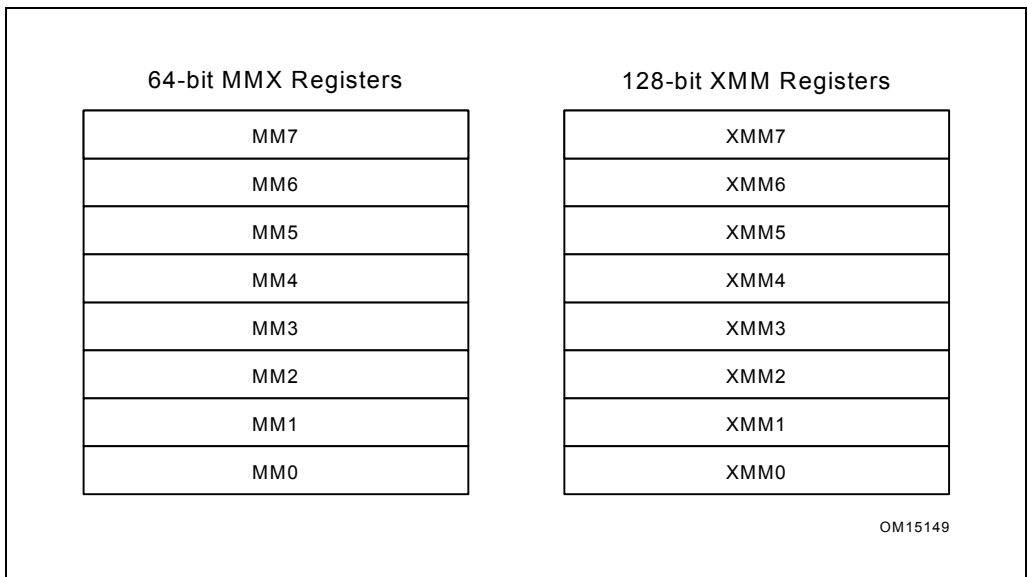 64-bit MMX Registers
MM7
MM6
MM5
MM4
MM3
MM2
MM1
MM0
128-bit XMM Registers
XMM7
XMM6
XMM5
XMM4
XMM3
XMM2
XMM1
XMM0
OM15149